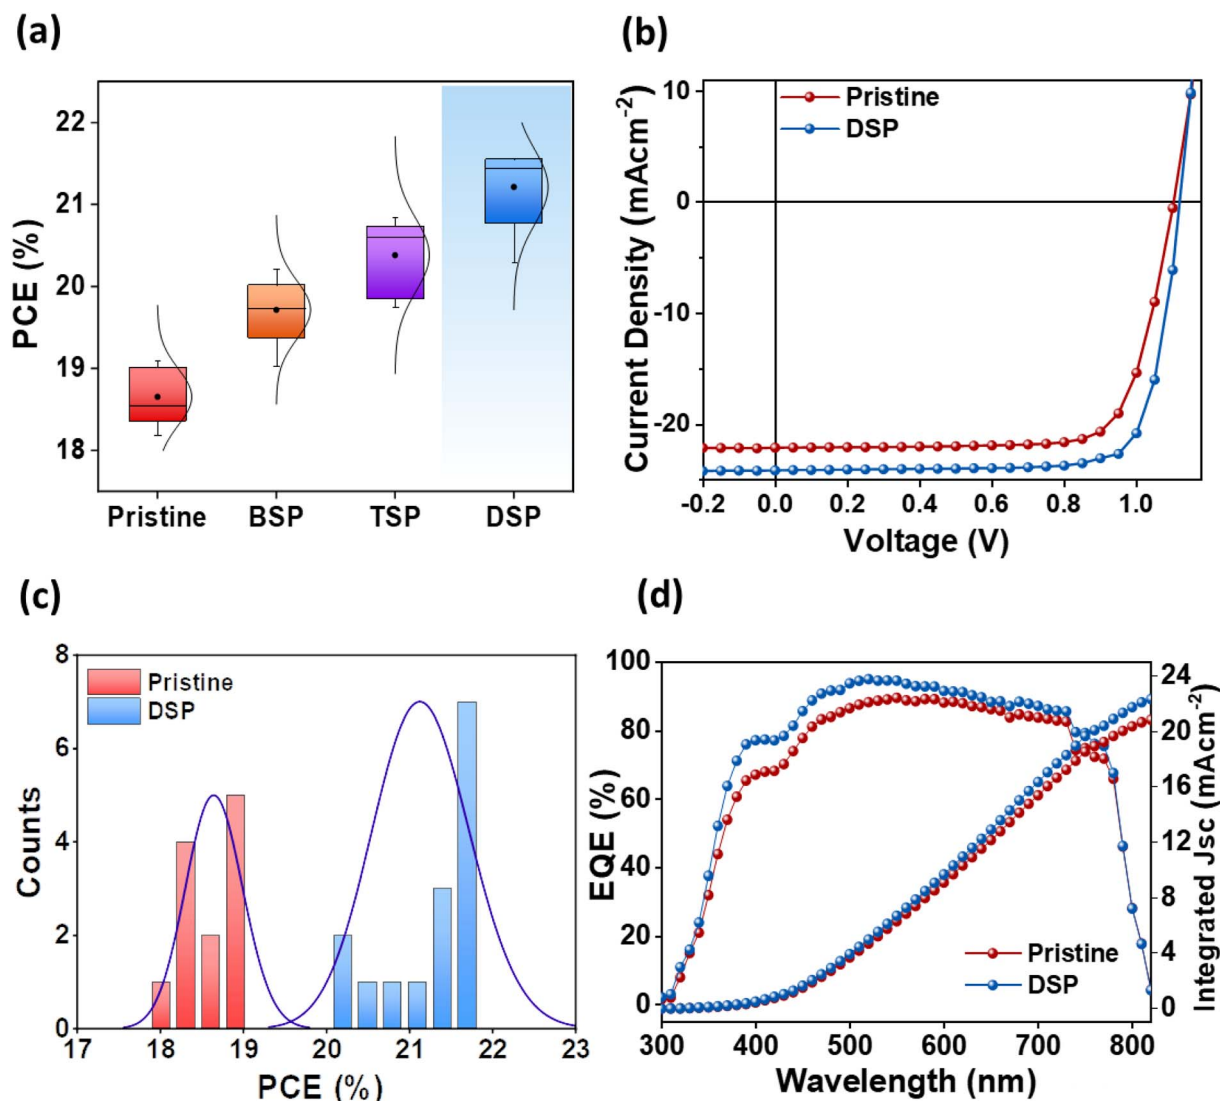 (a)
PCE (%)
22
21
20
19
18
Pristine BSP TSP DSP
(b)
Current Density (mAcm⁻²)
10
0
-10
-20
Pristine
DSP
-0.2 0.0 0.2 0.4 0.6 0.8 1.0
Voltage (V)
(c)
Counts
8
6
4
2
0
Pristine
DSP
17 18 19 20 21 22 23
PCE (%)
(d)
EQE (%)
100
80
60
40
20
0
Integrated Jsc (mAcm⁻²)
24
20
16
12
8
4
0
Pristine
DSP
300 400 500 600 700 800
Wavelength (nm)